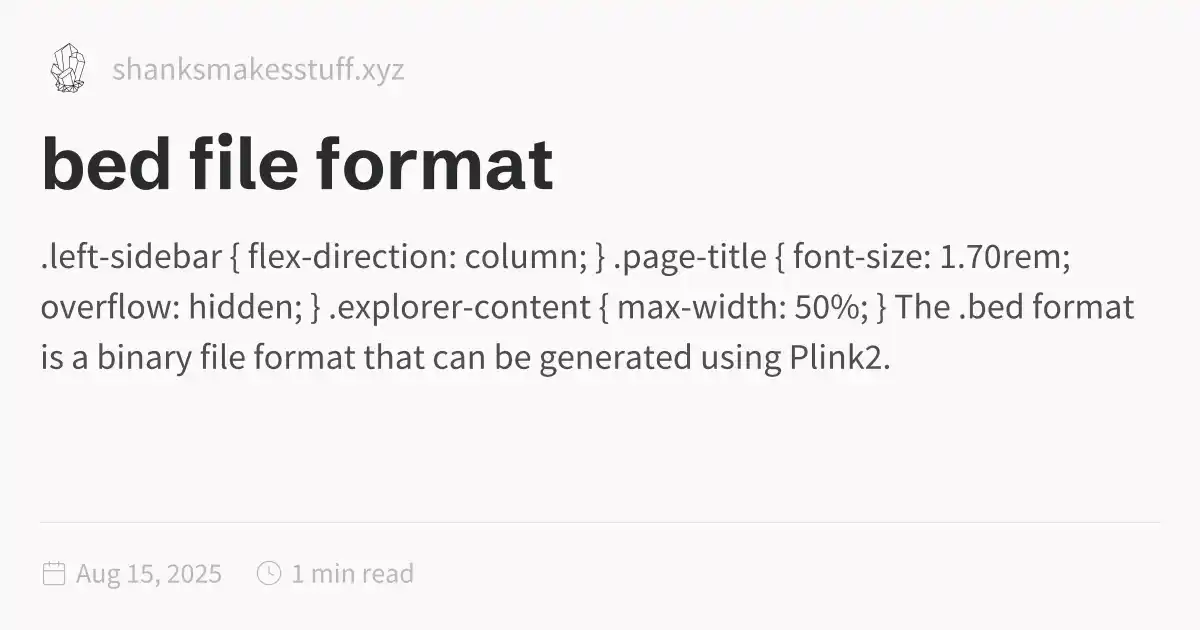 shanksmakesstuff.xyz
bed file format
.left-sidebar { flex-direction: column; } .page-title { font-size: 1.70rem;
overflow: hidden; } .explorer-content { max-width: 50%; } The .bed format
is a binary file format that can be generated using Plink2.
Aug 15, 2025 1 min read